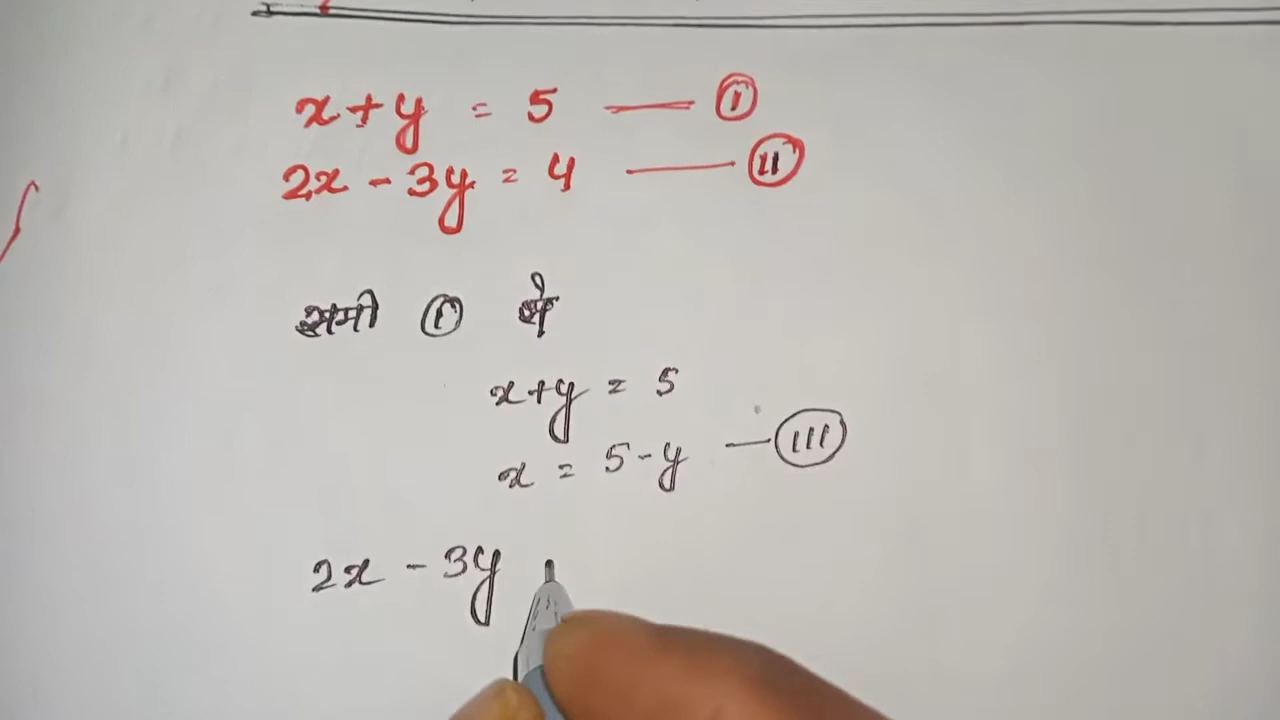 x + y = 5 —— (I)
2x - 3y = 4 —— (II)
समी (I) से
x + y = 5
x = 5 - y — (III)
2x - 3y